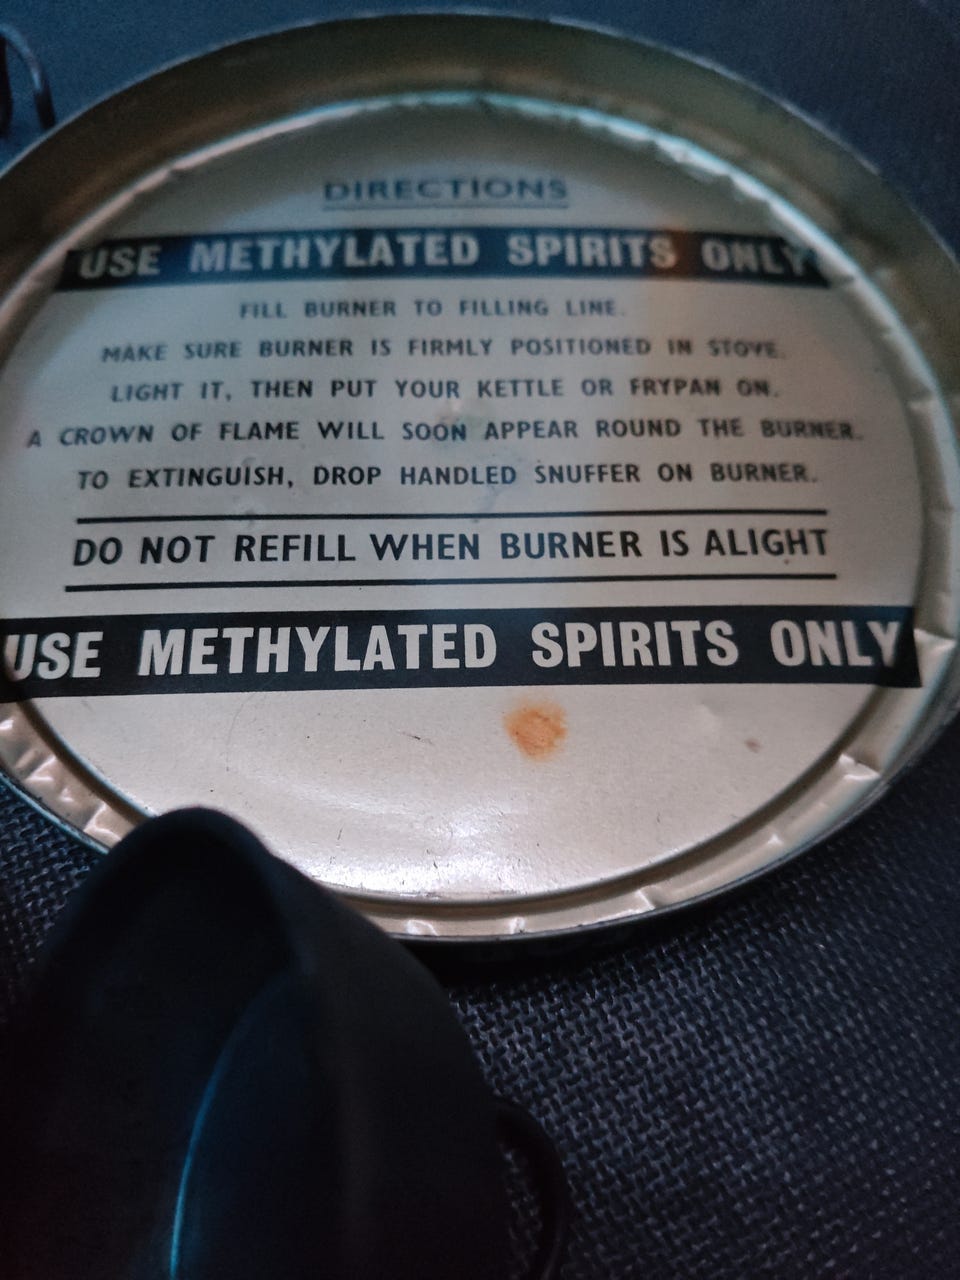 DIRECTIONS
USE METHYLATED SPIRITS ONLY
FILL BURNER TO FILLING LINE.
MAKE SURE BURNER IS FIRMLY POSITIONED IN STOVE.
LIGHT IT, THEN PUT YOUR KETTLE OR FRYPAN ON.
A CROWN OF FLAME WILL SOON APPEAR ROUND THE BURNER.
TO EXTINGUISH, DROP HANDLED SNUFFER ON BURNER.
DO NOT REFILL WHEN BURNER IS ALIGHT
USE METHYLATED SPIRITS ONLY